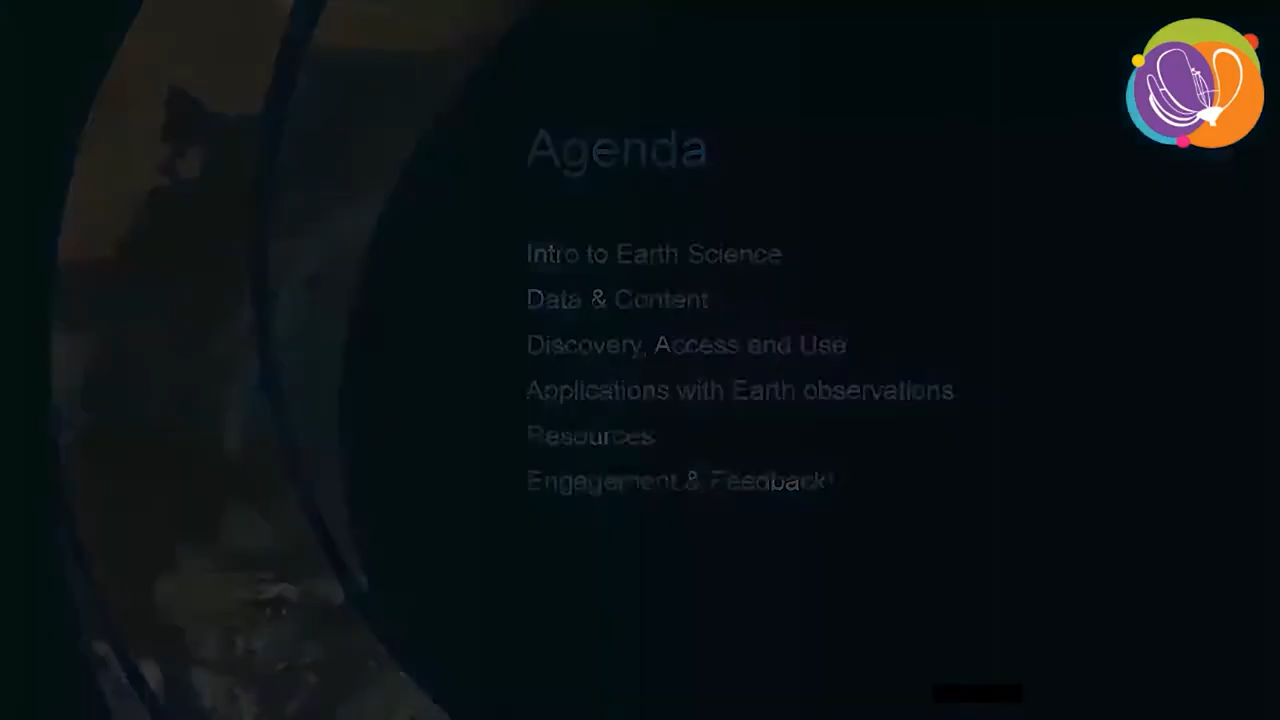 Agenda
Intro to Earth Science
Data & Content
Discovery, Access and Use
Applications with Earth observations
Resources
Engagement & Feedback!